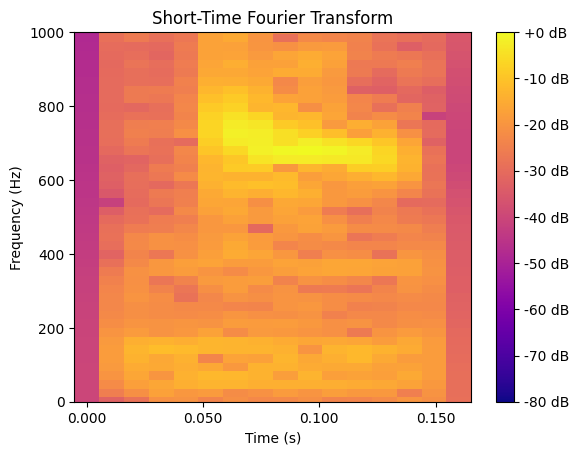 Short-Time Fourier Transform
1000
800
600
400
200
0
Frequency (Hz)
0.000
0.050
0.100
0.150
Time (s)
+0 dB
-10 dB
-20 dB
-30 dB
-40 dB
-50 dB
-60 dB
-70 dB
-80 dB